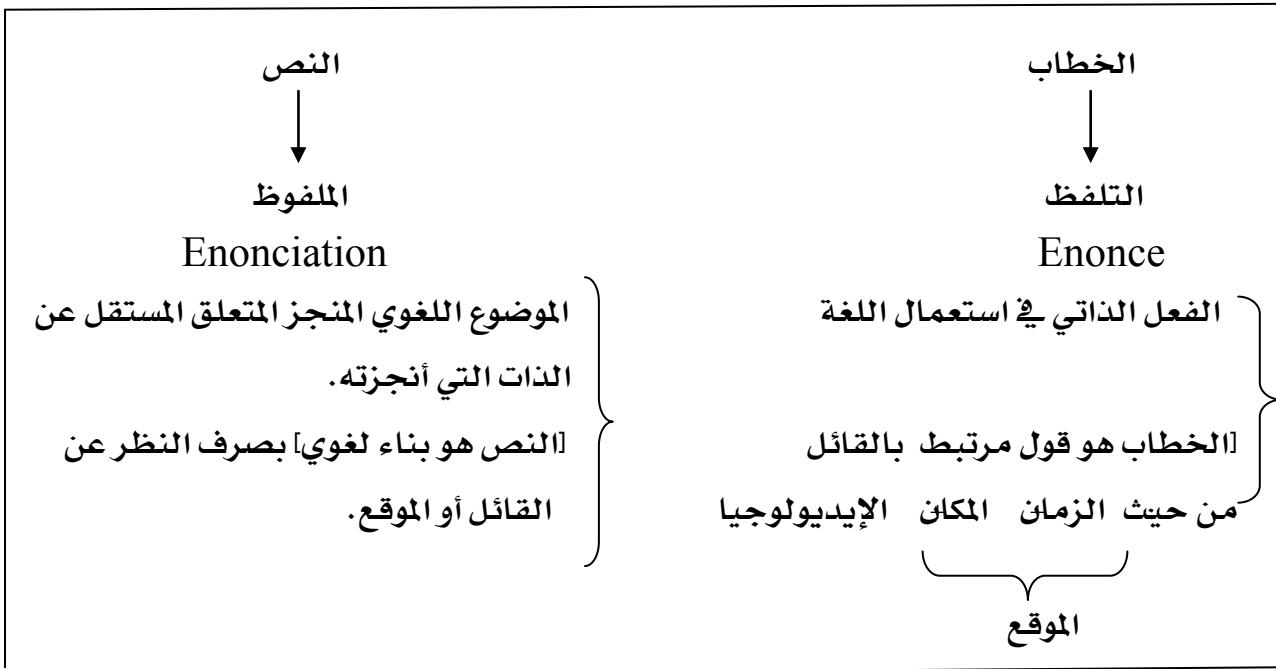 الخطاب
التلفظ
Enonce
الفعل الذاتي في استعمال اللغة
[الخطاب هو قول مرتبط بالقائل
من حيث الزمان المكان الإيديولوجيا
الموقع
النص
الملفوظ
Enonciation
الموضوع اللغوي المنجز المتعلق المستقل عن
الذات التي أنجزته.
[النص هو بناء لغوي] بصرف النظر عن
القائل أو الموقع.